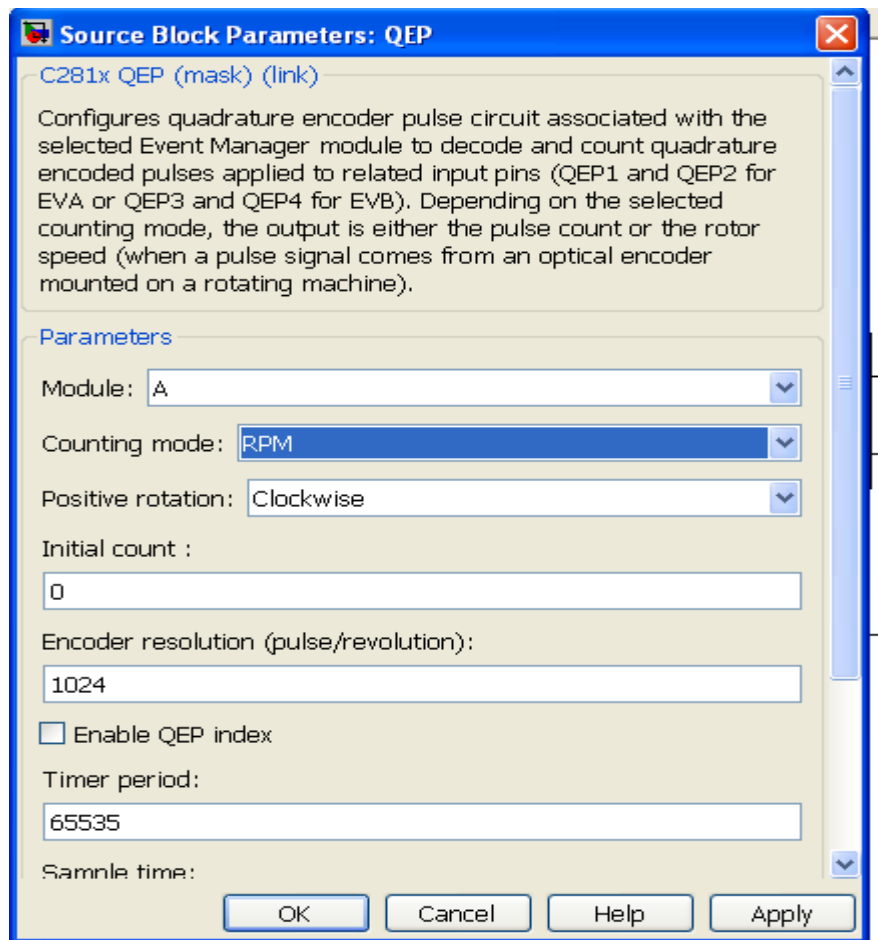 Source Block Parameters: QEP
C281x QEP (mask) (link)
Configures quadrature encoder pulse circuit associated with the
selected Event Manager module to decode and count quadrature
encoded pulses applied to related input pins (QEP1 and QEP2 for
EVA or QEP3 and QEP4 for EVB). Depending on the selected
counting mode, the output is either the pulse count or the rotor
speed (when a pulse signal comes from an optical encoder
mounted on a rotating machine).
Parameters
Module: A
Counting mode: RPM
Positive rotation: Clockwise
Initial count :
0
Encoder resolution (pulse/revolution):
1024
Enable QEP index
Timer period:
65535
Sample time:
OK Cancel Help Apply